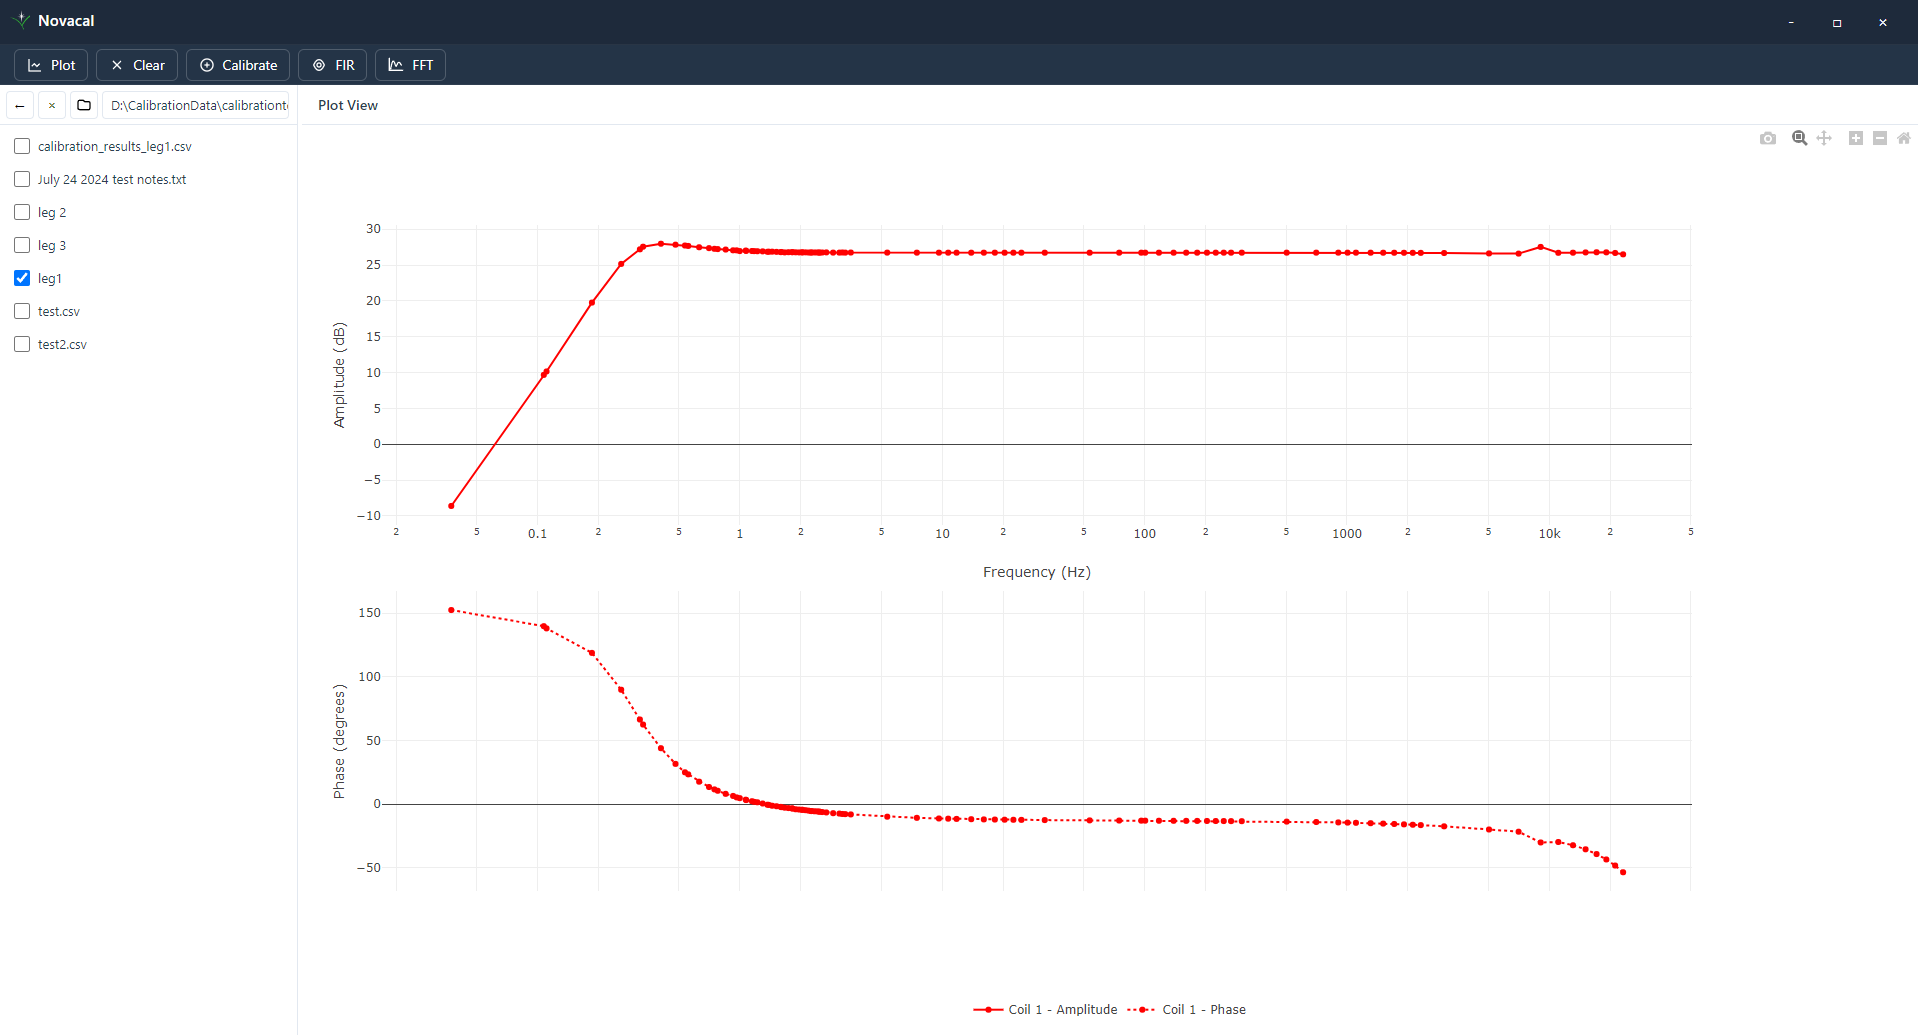 Novacal
Plot Clear Calibrate FIR FFT
D:\CalibrationData\calibrationt
Plot View
calibration_results_leg1.csv
July 24 2024 test notes.txt
leg 2
leg 3
leg1
test.csv
test2.csv
30
25
20
15
10
5
0
−5
−10
Amplitude (dB)
2 5 0.1 2 5 1 2 5 10 2 5 100 2 5 1000 2 5 10k 2 5
Frequency (Hz)
150
100
50
0
−50
Phase (degrees)
Coil 1 - Amplitude Coil 1 - Phase